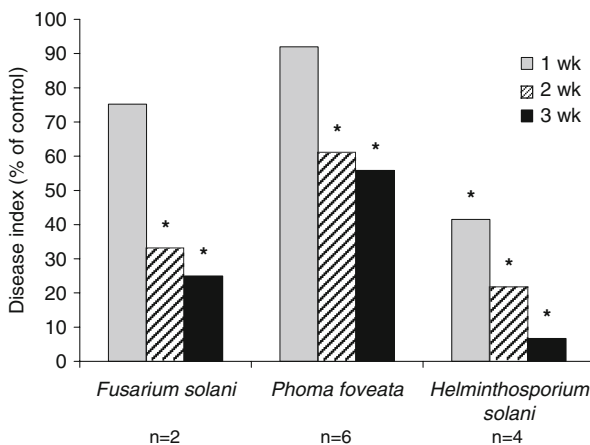 Disease index (% of control)
100
90
80
70
60
50
40
30
20
10
0
1 wk
2 wk
3 wk
*
*
*
*
*
*
*
Fusarium solani
Phoma foveata
Helminthosporium
solani
n=2
n=6
n=4